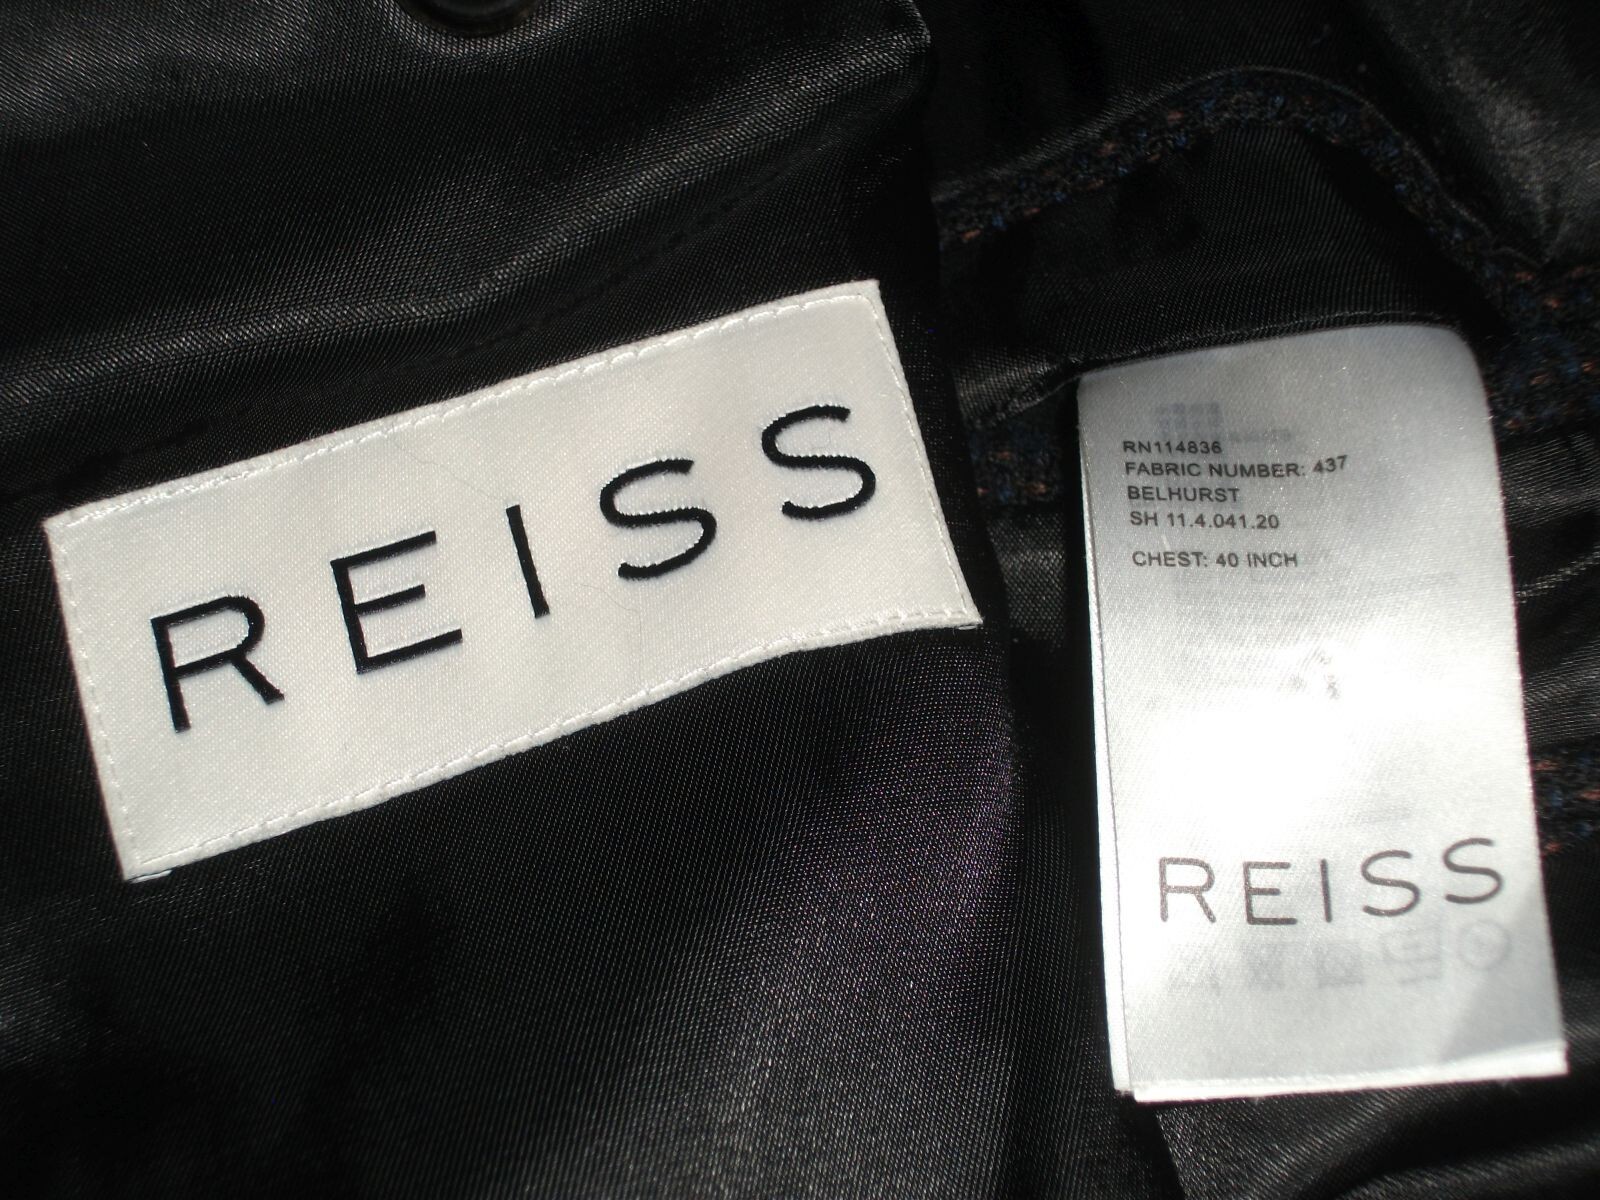 REISS
RN114836
FABRIC NUMBER: 437
BELHURST
SH 11.4.041.20
CHEST: 40 INCH
REISS